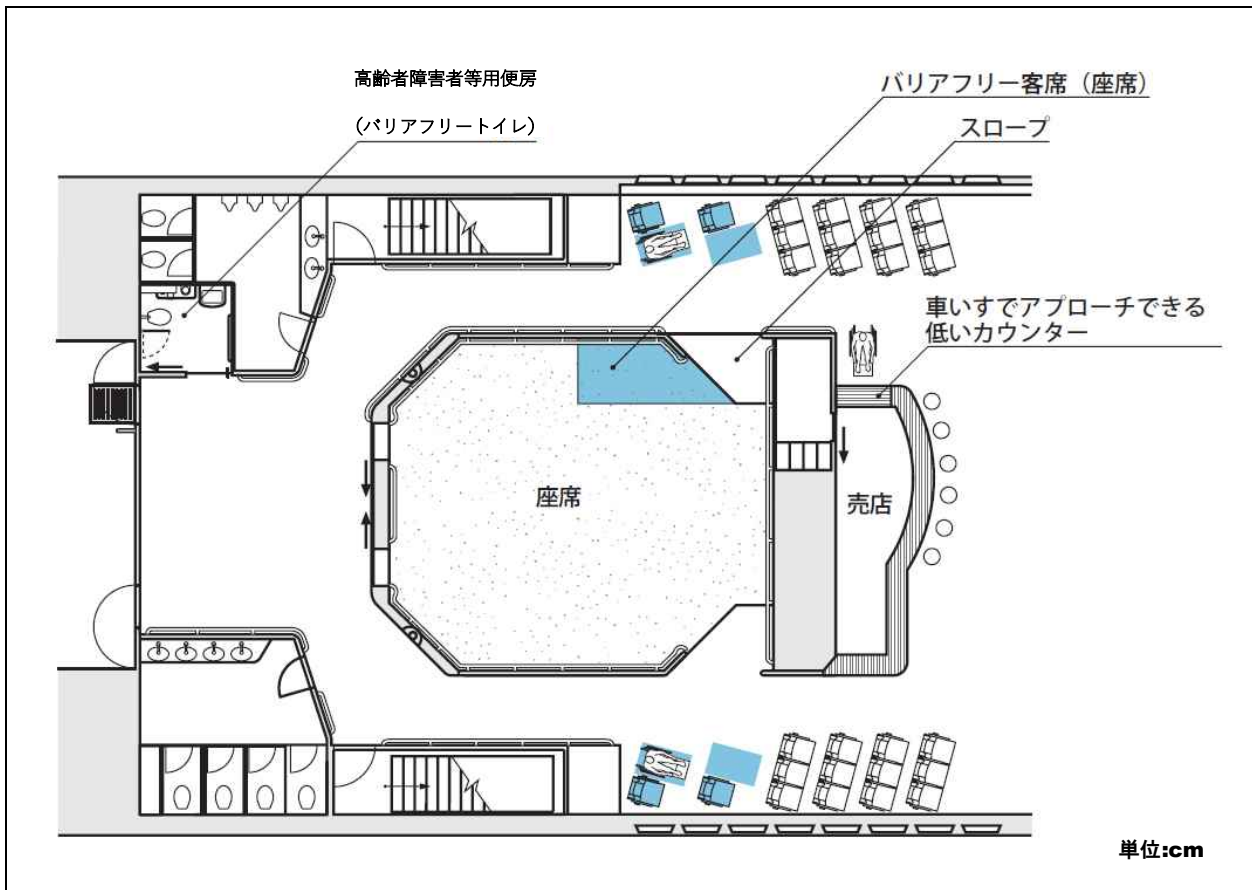 高齢者障害者等用便房
（バリアフリートイレ）
バリアフリー客席（座席）
スロープ
車いすでアプローチできる
低いカウンター
座席
売店
単位:cm